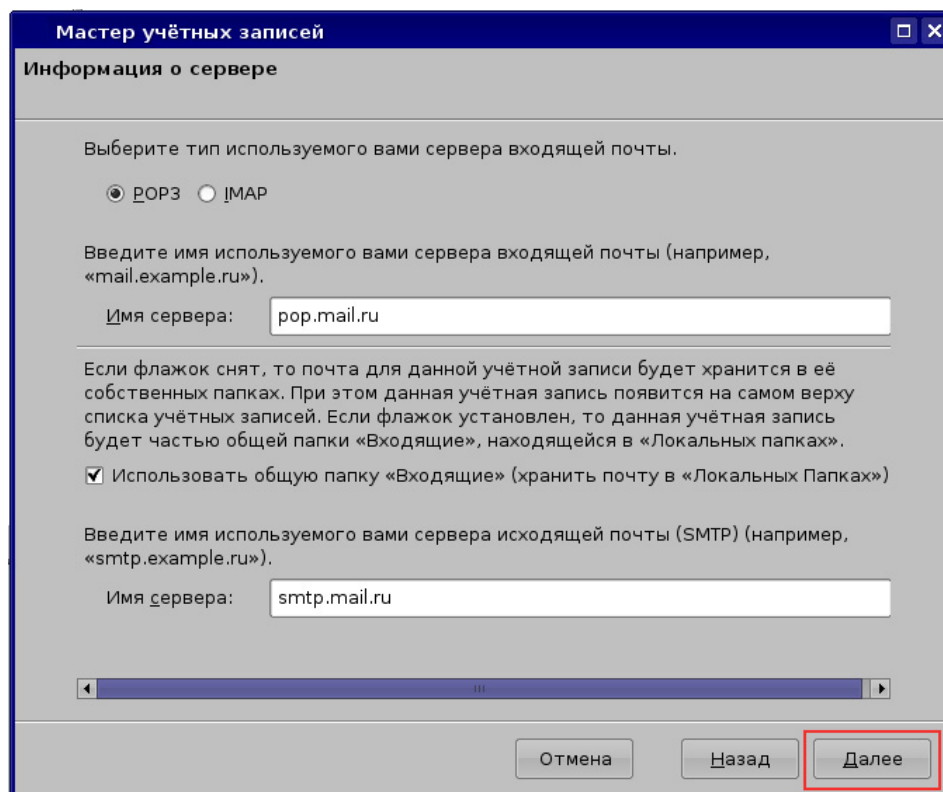 Мастер учётных записей
Информация о сервере
Выберите тип используемого вами сервера входящей почты.
POP3 IMAP
Введите имя используемого вами сервера входящей почты (например,
«mail.example.ru»).
Имя сервера: pop.mail.ru
Если флажок снят, то почта для данной учётной записи будет хранится в её
собственных папках. При этом данная учётная запись появится на самом верху
списка учётных записей. Если флажок установлен, то данная учётная запись
будет частью общей папки «Входящие», находящейся в «Локальных папках».
Использовать общую папку «Входящие» (хранить почту в «Локальных Папках»)
Введите имя используемого вами сервера исходящей почты (SMTP) (например,
«smtp.example.ru»).
Имя сервера: smtp.mail.ru
Отмена Назад Далее